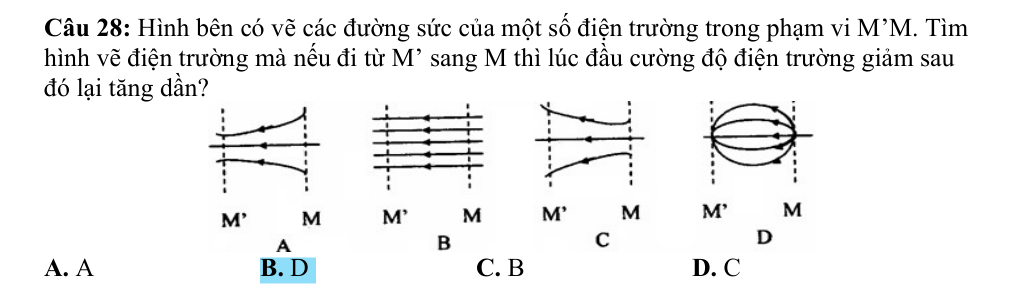 Câu 28: Hình bên có vẽ các đường sức của một số điện trường trong phạm vi M’M. Tìm
hình vẽ điện trường mà nếu đi từ M’ sang M thì lúc đầu cường độ điện trường giảm sau
đó lại tăng dần?
M’ M M’ M M’ M M’ M
A B C D
A. A B. D C. B D. C